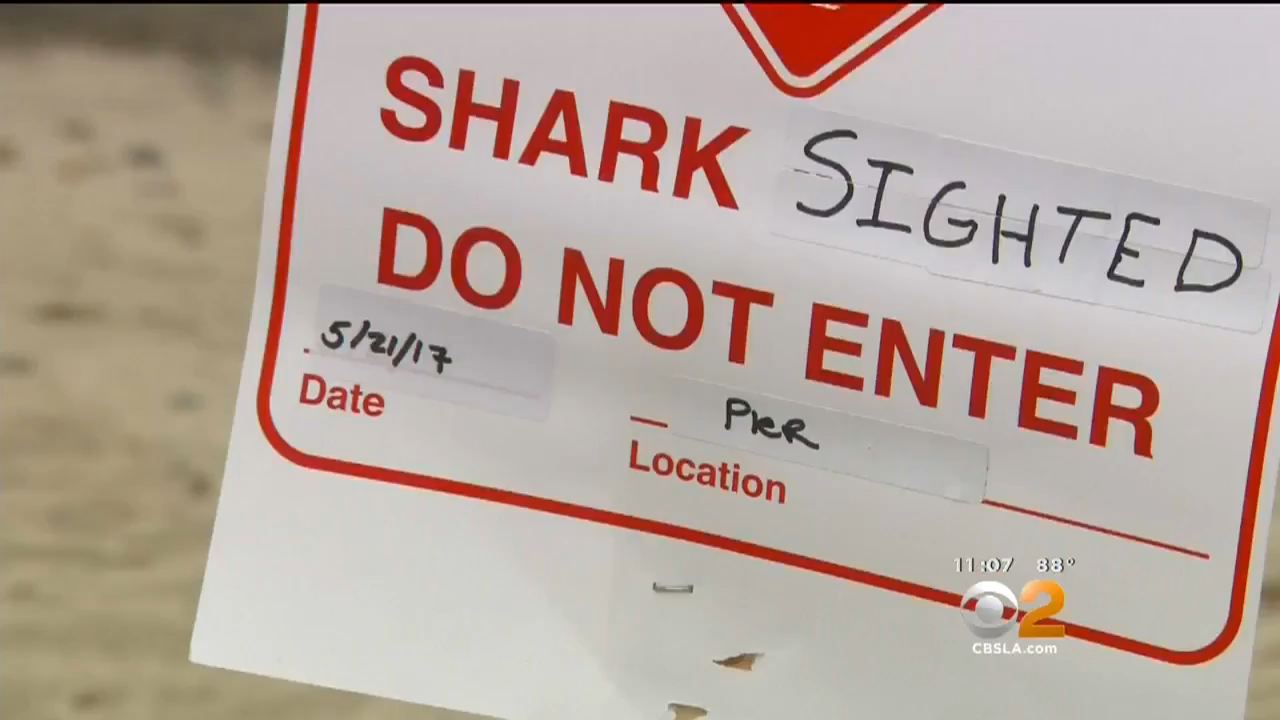 SHARK SIGHTED
DO NOT ENTER
5/21/17
Date
PIER
Location
11:07 88°
2
CBSLA.com